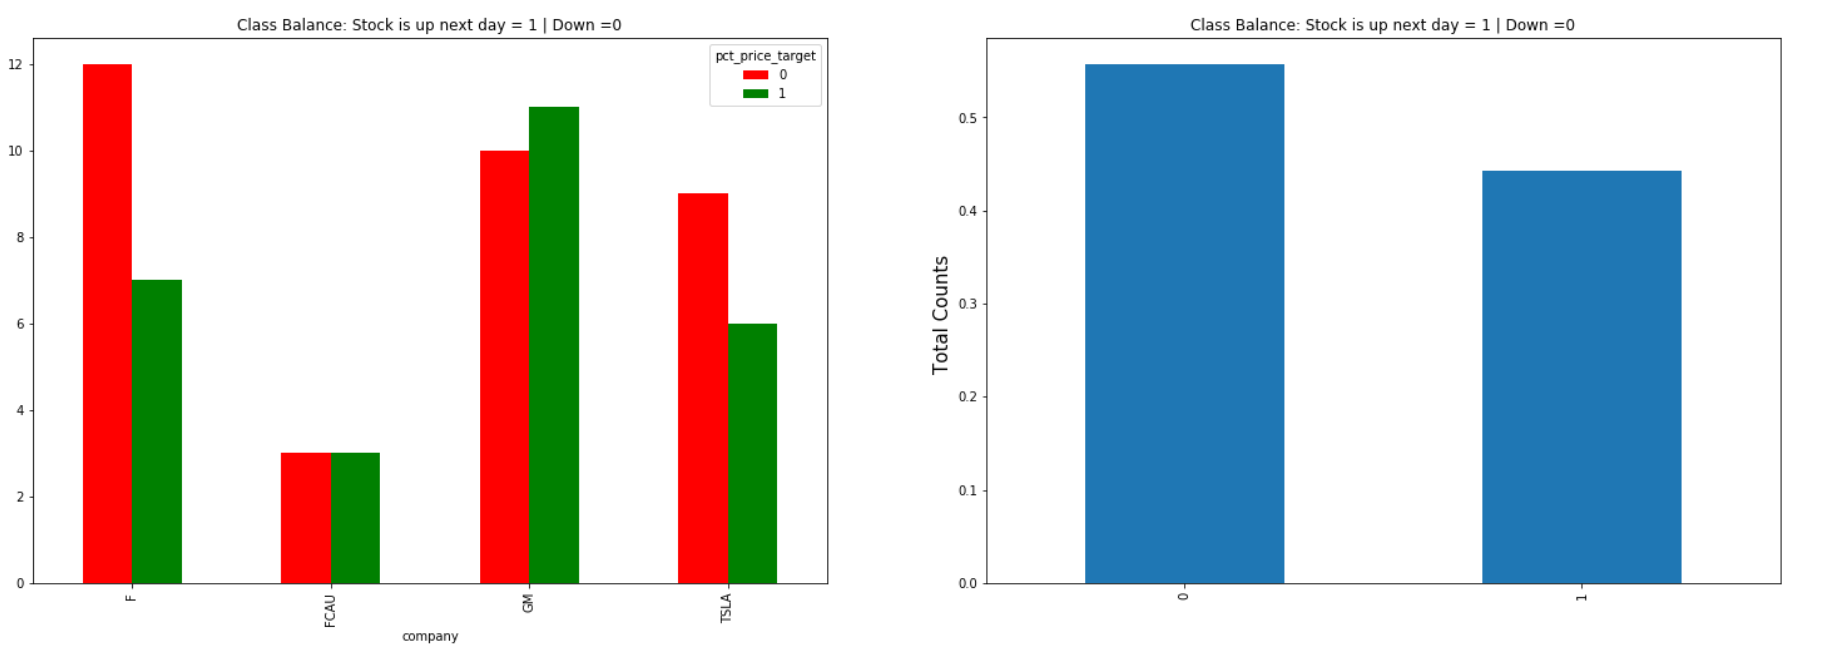 Class Balance: Stock is up next day = 1 | Down =0
pct_price_target
0
1
12
10
8
6
4
2
0
F
FCAU
GM
TSLA
company
Class Balance: Stock is up next day = 1 | Down =0
Total Counts
0.5
0.4
0.3
0.2
0.1
0.0
0
1